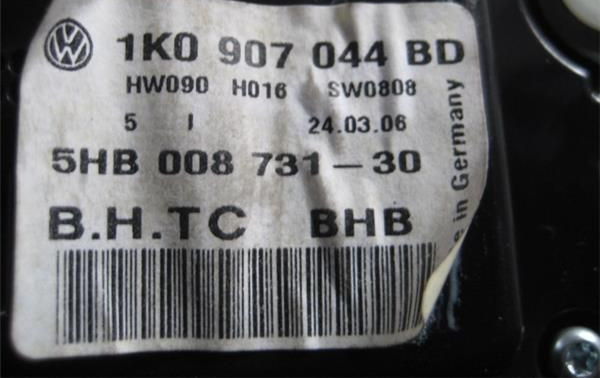 1K0 907 044 BD
HW090 H016 SW0808
5 I 24.03.06
5HB 008 731-30
B.H.TC BHB
in Germany